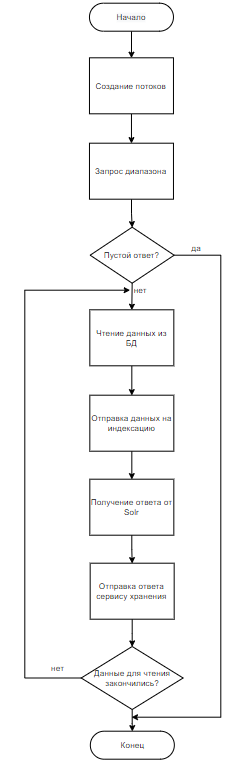 Начало
Создание потоков
Запрос диапазона
Пустой ответ?
да
нет
Чтение данных из
БД
Отправка данных на
индексацию
Получение ответа от
Solr
Отправка ответа
сервису хранения
нет
Данные для чтения
закончились?
Конец